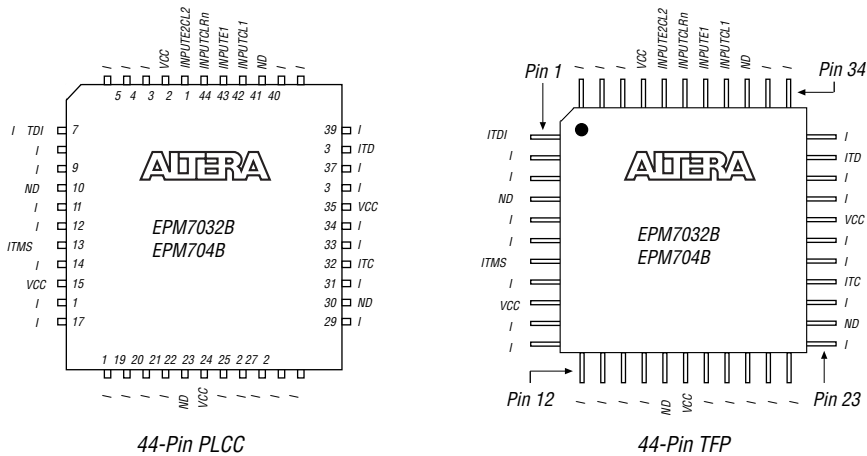 I I I VCC INPUTE2CL2 INPUTCLRn INPUTE1 INPUTCL1 ND I I
5 4 3 2 1 44 43 42 41 40
I TDI 7
I
I 9
ND 10
I 11
I 12
ITMS 13
I 14
VCC 15
I 1
I 17
39 I
3 ITD
37 I
3 I
35 VCC
34 I
33 I
32 ITC
31 I
30 ND
29 I
ALTERA
EPM7032B
EPM704B
1 19 20 21 22 23 24 25 2 27 2
I I I I ND VCC I I I I I
44-Pin PLCC
I I I VCC INPUTE2CL2 INPUTCLRn INPUTE1 INPUTCL1 ND I I
Pin 1
Pin 34
ITDI
I
I
ND
I
I
ITMS
I
VCC
I
I
I
ITD
I
I
VCC
I
I
ITC
I
ND
I
ALTERA
EPM7032B
EPM704B
Pin 12
Pin 23
I I I I ND VCC I I I I I
44-Pin TFP